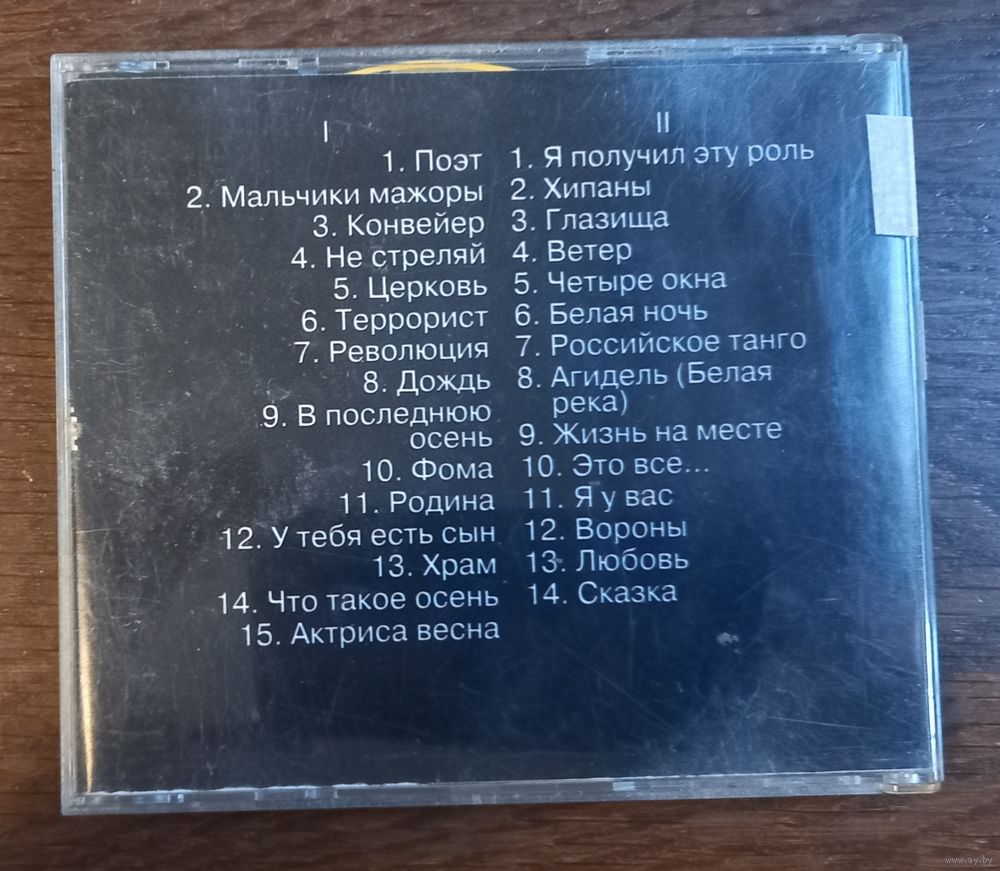 I
1. Поэт
2. Мальчики мажоры
3. Конвейер
4. Не стреляй
5. Церковь
6. Террорист
7. Революция
8. Дождь
9. В последнюю
осень
10. Фома
11. Родина
12. У тебя есть сын
13. Храм
14. Что такое осень
15. Актриса весна
II
1. Я получил эту роль
2. Хипаны
3. Глазища
4. Ветер
5. Четыре окна
6. Белая ночь
7. Российское танго
8. Агидель (Белая
река)
9. Жизнь на месте
10. Это все...
11. Я у вас
12. Вороны
13. Любовь
14. Сказка
www.ay.by